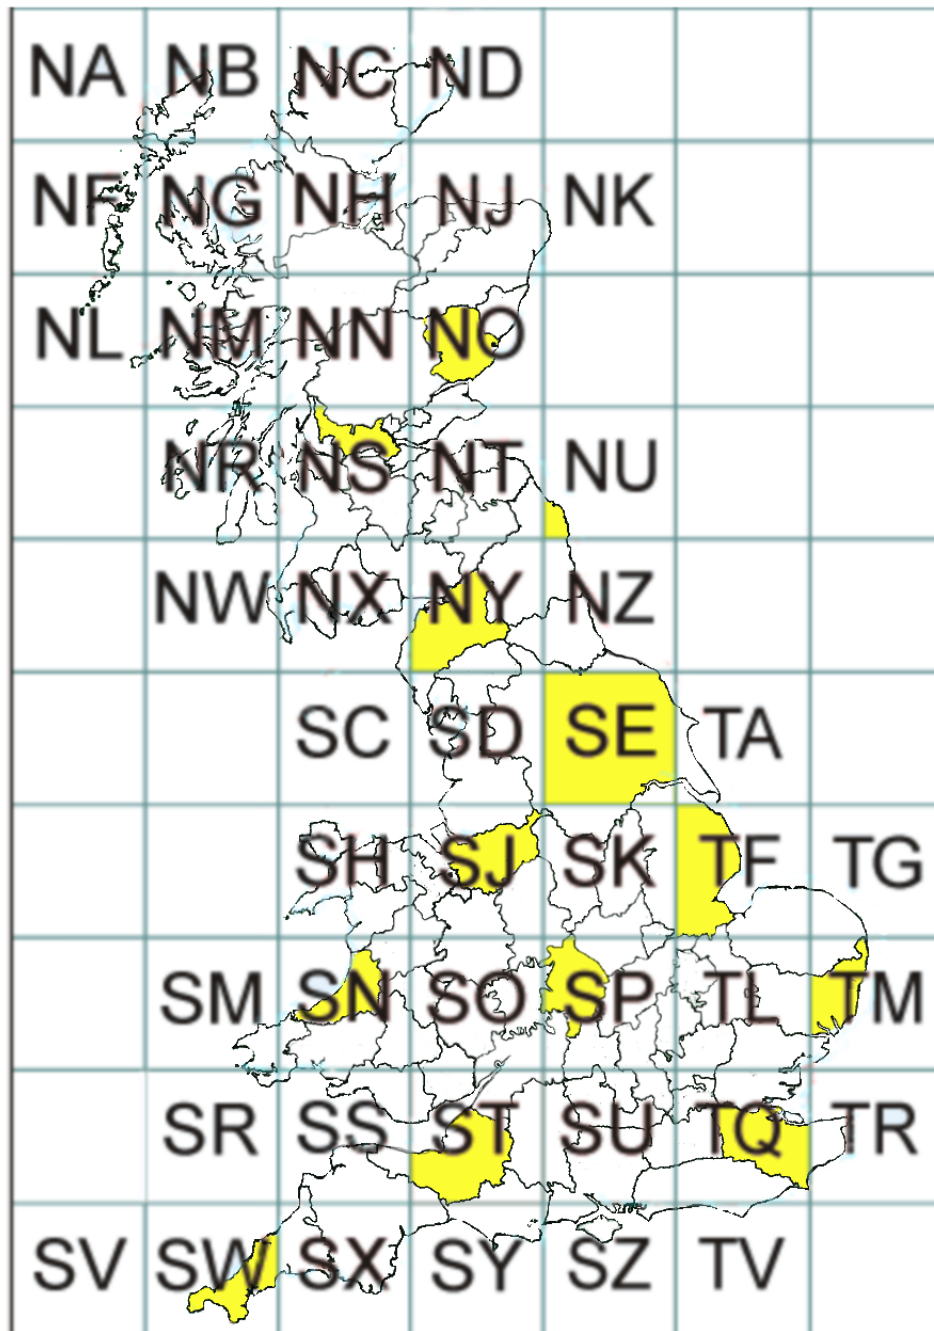 NA NB NC ND
NF NG NH NJ NK
NL NM NN NO
NR NS NT NU
NW NX NY NZ
SC SD SE TA
SH SJ SK TF TG
SM SN SO SP TL TM
SR SS ST SU TQ TR
SV SW SX SY SZ TV